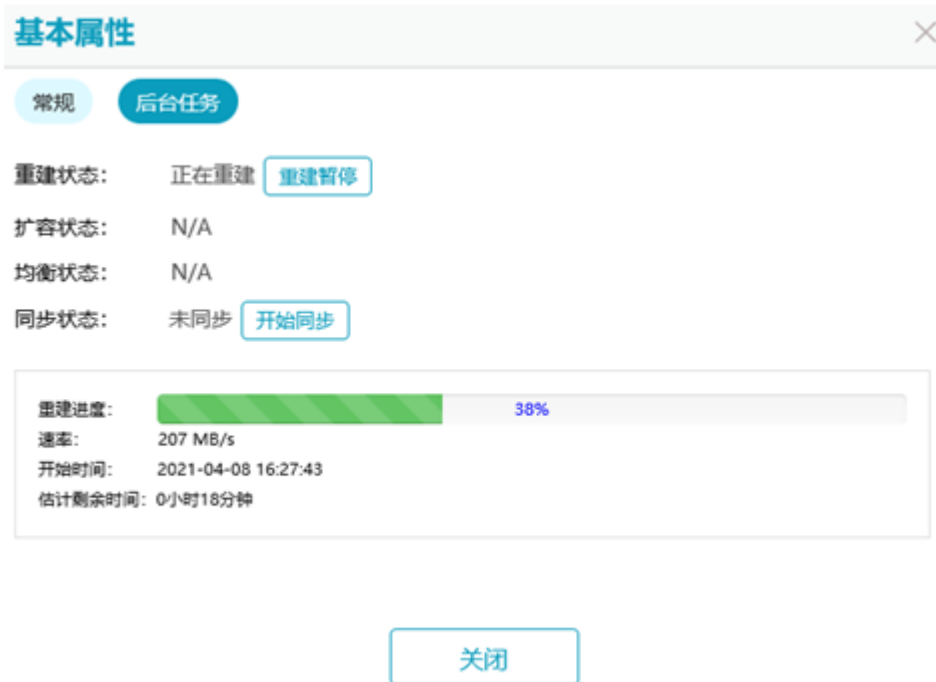 基本属性
常规 后台任务
重建状态: 正在重建 重建暂停
扩容状态: N/A
均衡状态: N/A
同步状态: 未同步 开始同步
重建进度: 38%
速率: 207 MB/s
开始时间: 2021-04-08 16:27:43
估计剩余时间: 0小时18分钟
关闭